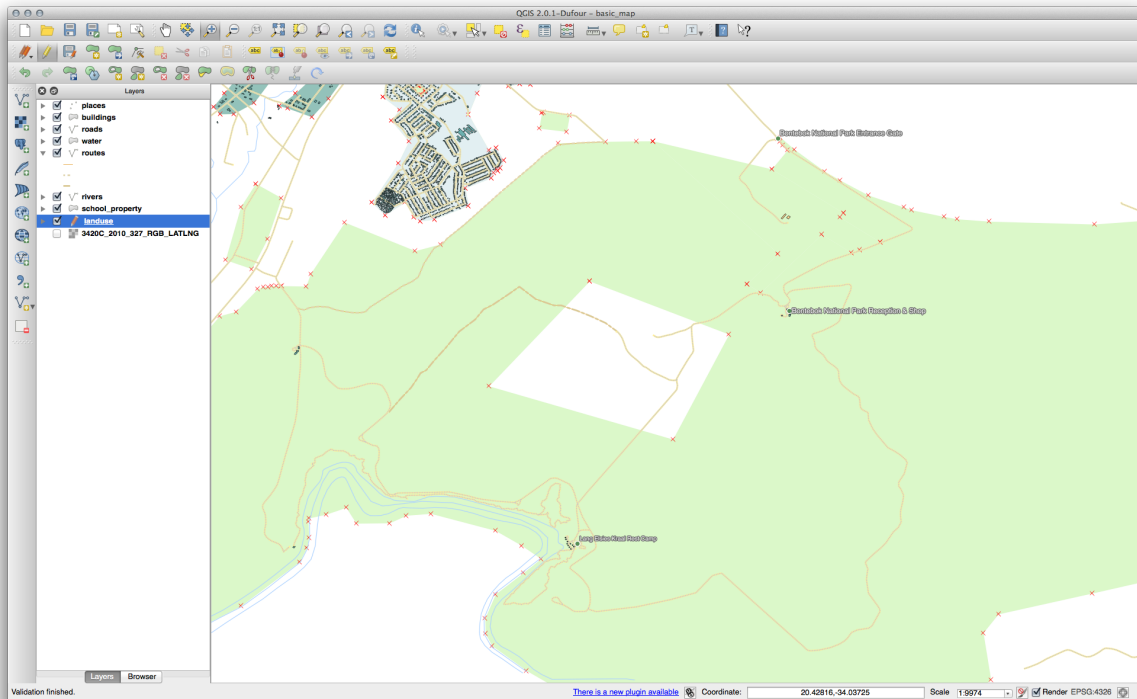 QGIS 2.0.1-Dufour - basic_map
Layers
places
buildings
roads
water
routes
rivers
school_property
landuse
3420C_2010_327_RGB_LATLNG
Bontebok National Park Entrance Gate
Bontebok National Park Reception & Shop
Lang Elsies Kraal Rest Camp
Layers Browser
Validation finished.
There is a new plugin available
Coordinate: 20.42816,-34.03725
Scale 1:9974
Render EPSG:4326